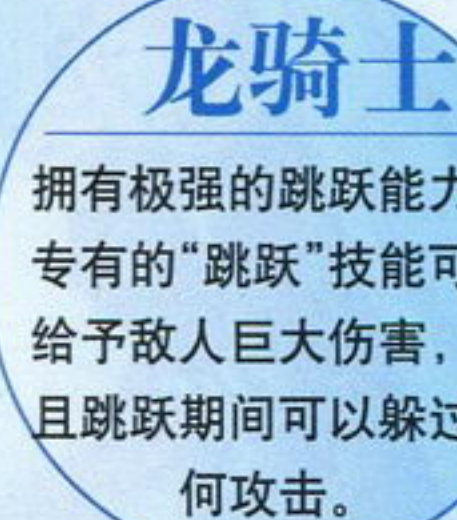 龙骑士
拥有极强的跳跃能力
专有的“跳跃”技能可
给予敌人巨大伤害，
且跳跃期间可以躲过
何攻击。